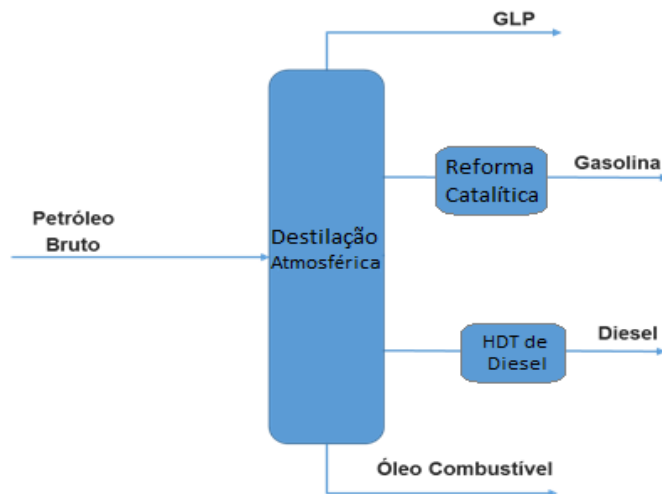 GLP
Reforma
Catalítica
Gasolina
Petróleo
Bruto
Destilação
Atmosférica
HDT de
Diesel
Diesel
Óleo Combustível